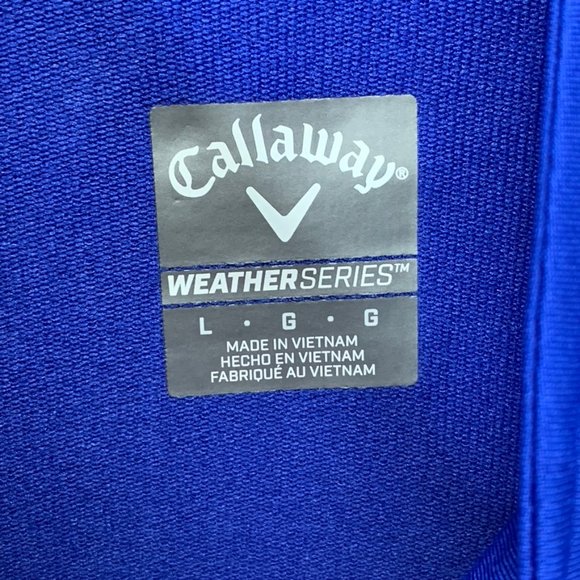 Callaway®
WEATHERSERIES™
L • G • G
MADE IN VIETNAM
HECHO EN VIETNAM
FABRIQUÉ AU VIETNAM